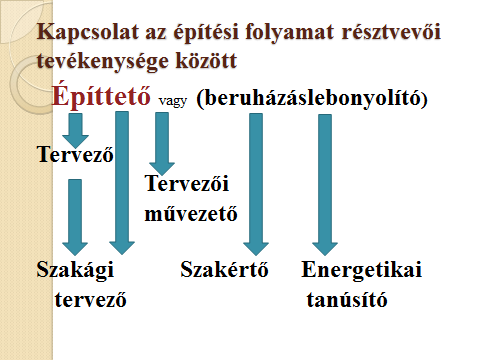 Kapcsolat az építési folyamat résztvevői
tevékenysége között
Építtető vagy (beruházáslebonyolító)
Tervező
Tervezői
művezető
Szakági Szakértő Energetikai
tervező tanúsító